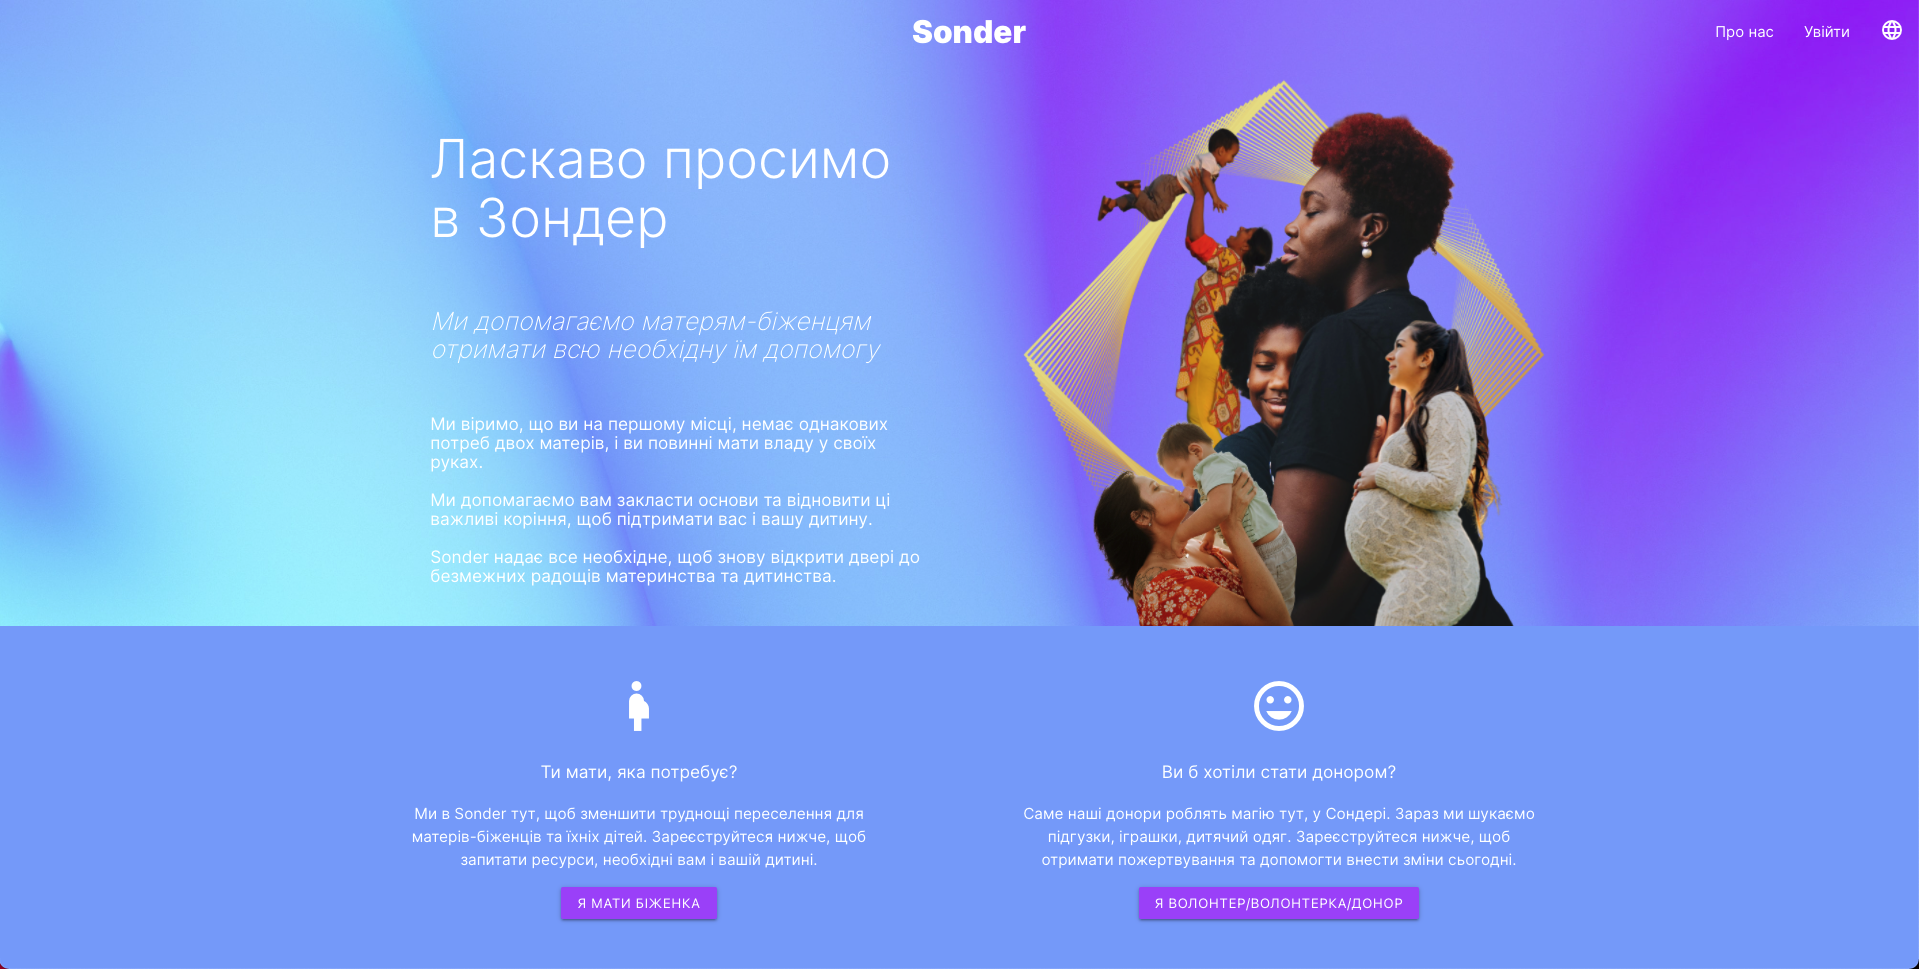 Sonder
Про нас
Увійти
Ласкаво просимо
в Зондер
Ми допомагаємо матерям-біженцям
отримати всю необхідну їм допомогу
Ми віримо, що ви на першому місці, немає однакових
потреб двох матерів, і ви повинні мати владу у своїх
руках.
Ми допомагаємо вам закласти основи та відновити ці
важливі коріння, щоб підтримати вас і вашу дитину.
Sonder надає все необхідне, щоб знову відкрити двері до
безмежних радощів материнства та дитинства.
Ти мати, яка потребує?
Ми в Sonder тут, щоб зменшити труднощі переселення для
матерів-біженців та їхніх дітей. Зареєструйтеся нижче, щоб
запитати ресурси, необхідні вам і вашій дитині.
Я МАТИ БІЖЕНКА
Ви б хотіли стати донором?
Саме наші донори роблять магію тут, у Сондері. Зараз ми шукаємо
підгузки, іграшки, дитячий одяг. Зареєструйтеся нижче, щоб
отримати пожертвування та допомогти внести зміни сьогодні.
Я ВОЛОНТЕР/ВОЛОНТЕРКА/ДОНОР